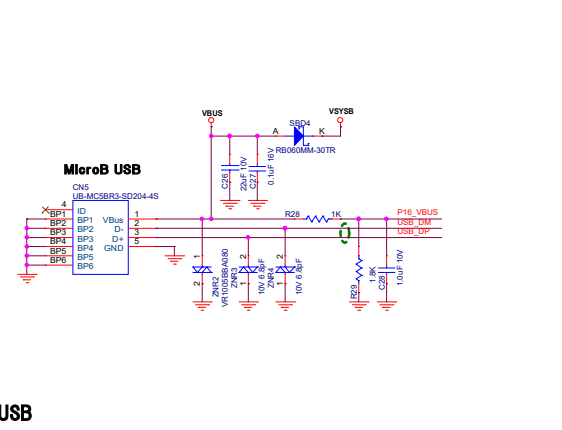 VBUS
VSYSB
SBD4
A
K
RB060MM-30TR
MicroB USB
CN5
UB-MC5BR3-SD204-4S
C26
22uF 10V
C27
0.1uF 16V
4
ID
BP1 BP1 VBus 1
BP2 BP2 D- 2
BP3 BP3 D+ 3
BP4 BP4 GND 5
BP5 BP5
BP6 BP6
R28
1K
P16_VBUS
USB_DM
USB_DP
1
2
ZNR2
VR1005BBA080
2
1
ZNR3
10V 6.8pF
2
1
ZNR4
10V 6.8pF
R29
1.8K
C28
1.0uF 10V
USB